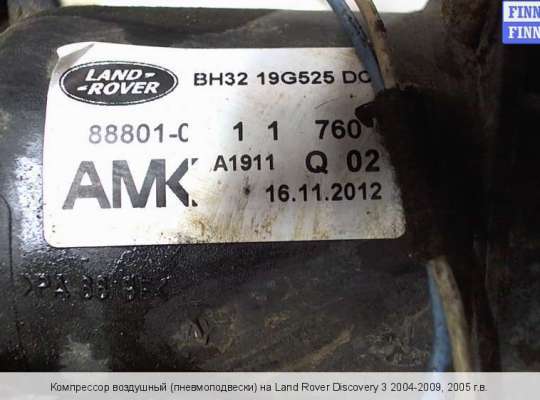 FINN
FINN
LAND-
-ROVER
BH32 19G525 DC
88801-0 1 1 760
AMK A1911 Q 02
16.11.2012
Компрессор воздушный (пневмоподвески) на Land Rover Discovery 3 2004-2009, 2005 г.в.